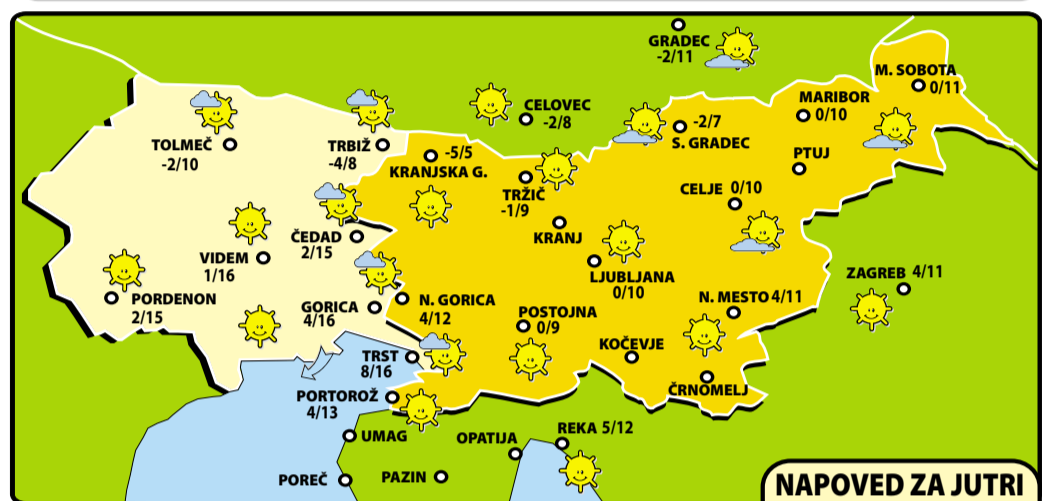 GRADEC
-2/11
M. SOBOTA
0/11
MARIBOR
0/10
CELOVEC
-2/8
-2/7
S. GRADEC
TOLMEČ
-2/10
TRBIŽ
-4/8
-5/5
KRANJSKA G.
PTUJ
TRŽIČ
-1/9
CELJE 0/10
KRANJ
ČEDAD
2/15
VIDEM
1/16
LJUBLJANA
0/10
ZAGREB 4/11
PORDENON
2/15
GORICA
4/16
N. GORICA
4/12
POSTOJNA
0/9
N. MESTO 4/11
KOČEVJE
TRST
8/16
ČRNOMELJ
PORTOROŽ
4/13
UMAG
OPATIJA
REKA 5/12
POREČ
PAZIN
NAPOVED ZA JUTRI